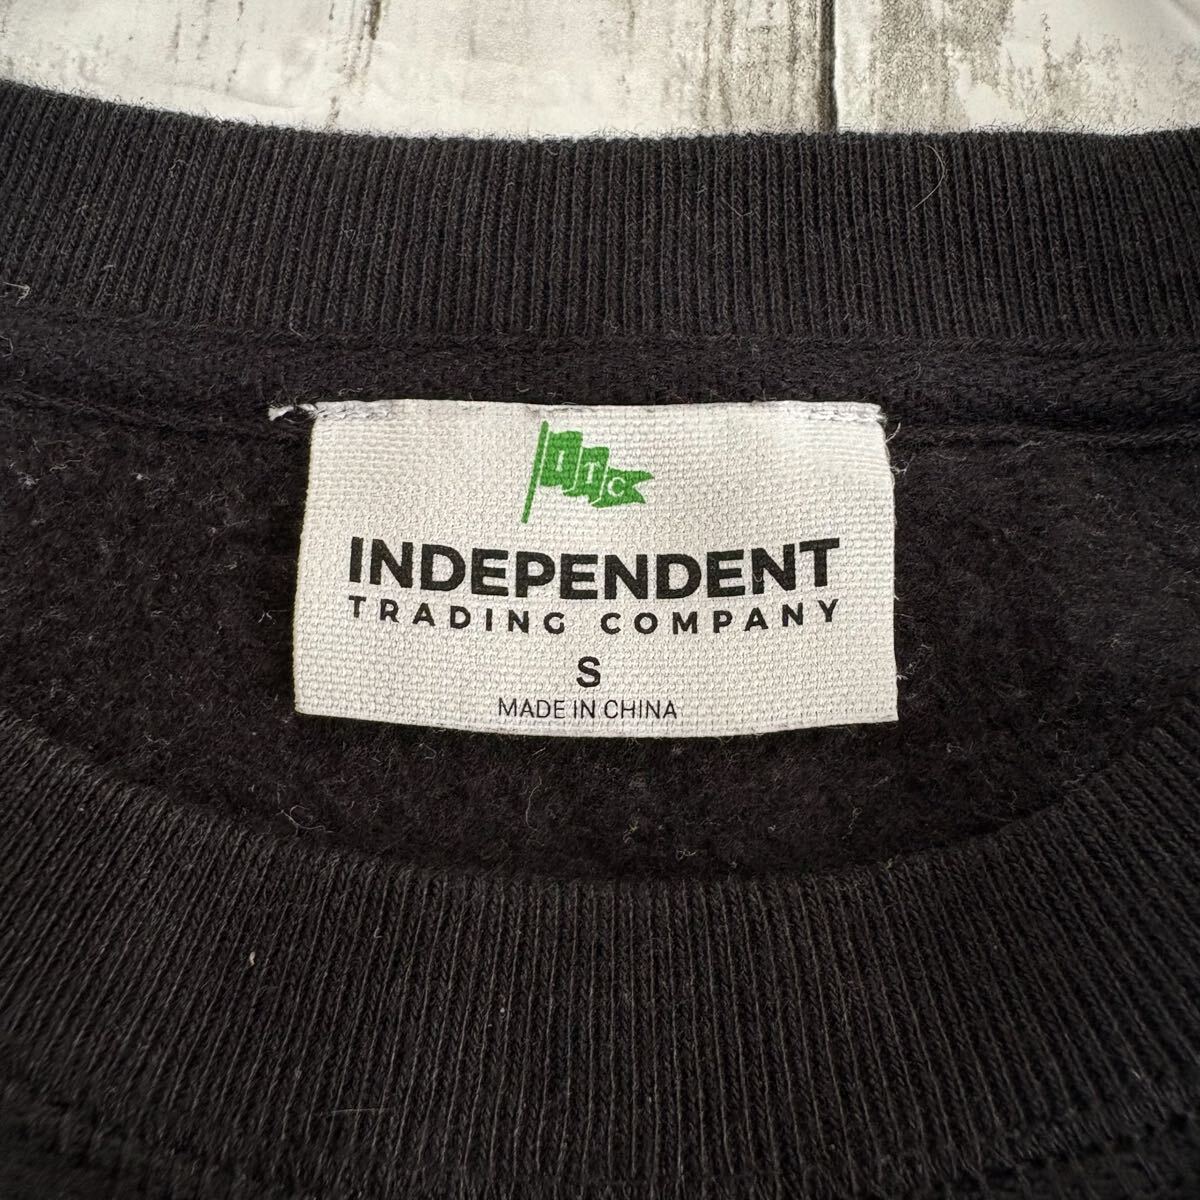 ITC
INDEPENDENT
TRADING COMPANY
S
MADE IN CHINA